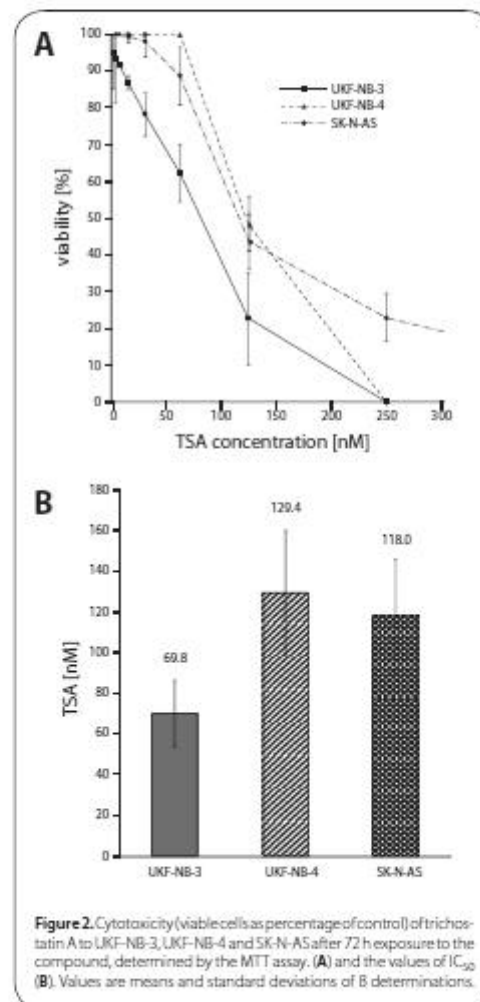 A
100
90
80
70
60
50
40
30
20
10
0
viability [%]
UKF-NB-3
UKF-NB-4
SK-N-AS
0 50 100 150 200 250 300
TSA concentration [nM]
B
180
160
140
120
100
80
60
40
20
0
TSA [nM]
69.8
129.4
118.0
UKF-NB-3 UKF-NB-4 SK-N-AS
Figure 2. Cytotoxicity (viable cells as percentage of control) of trichos-
tatin A to UKF-NB-3, UKF-NB-4 and SK-N-AS after 72 h exposure to the
compound, determined by the MTT assay. (A) and the values of IC50
(B). Values are means and standard deviations of 8 determinations.